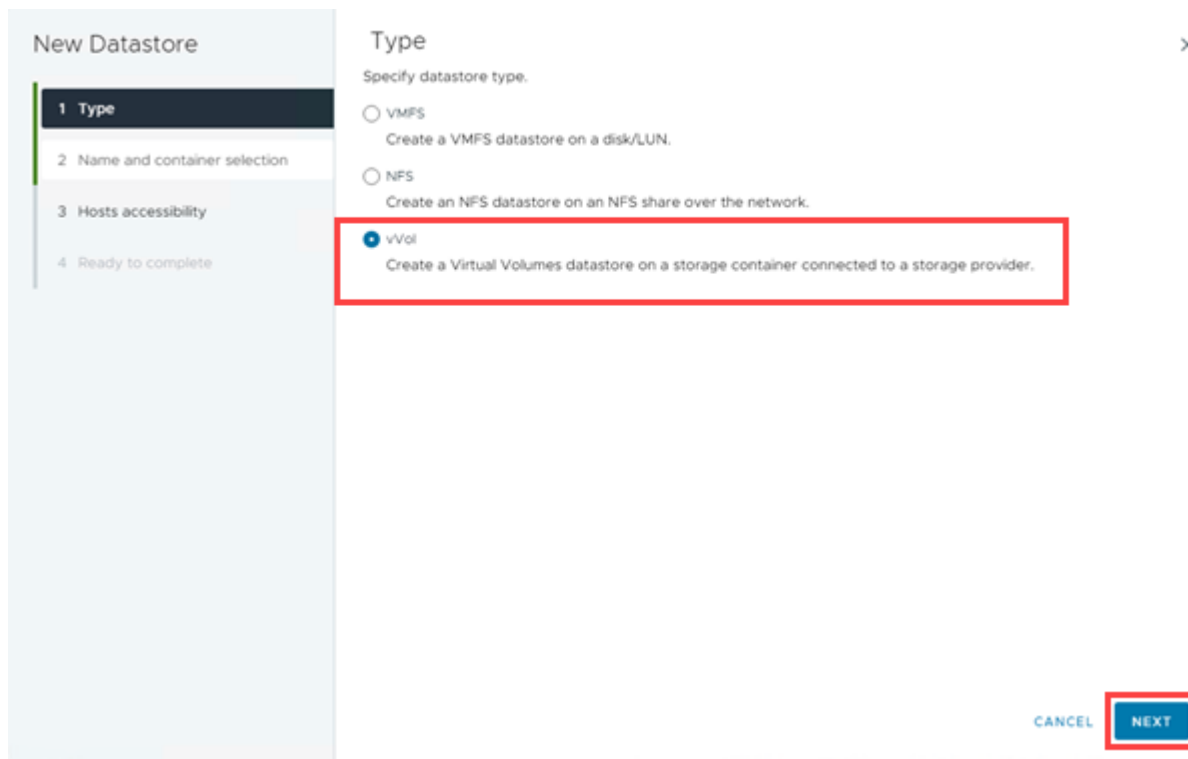 New Datastore
1 Type
2 Name and container selection
3 Hosts accessibility
4 Ready to complete
Type
Specify datastore type.
VMFS
Create a VMFS datastore on a disk/LUN.
NFS
Create an NFS datastore on an NFS share over the network.
vVol
Create a Virtual Volumes datastore on a storage container connected to a storage provider.
CANCEL
NEXT